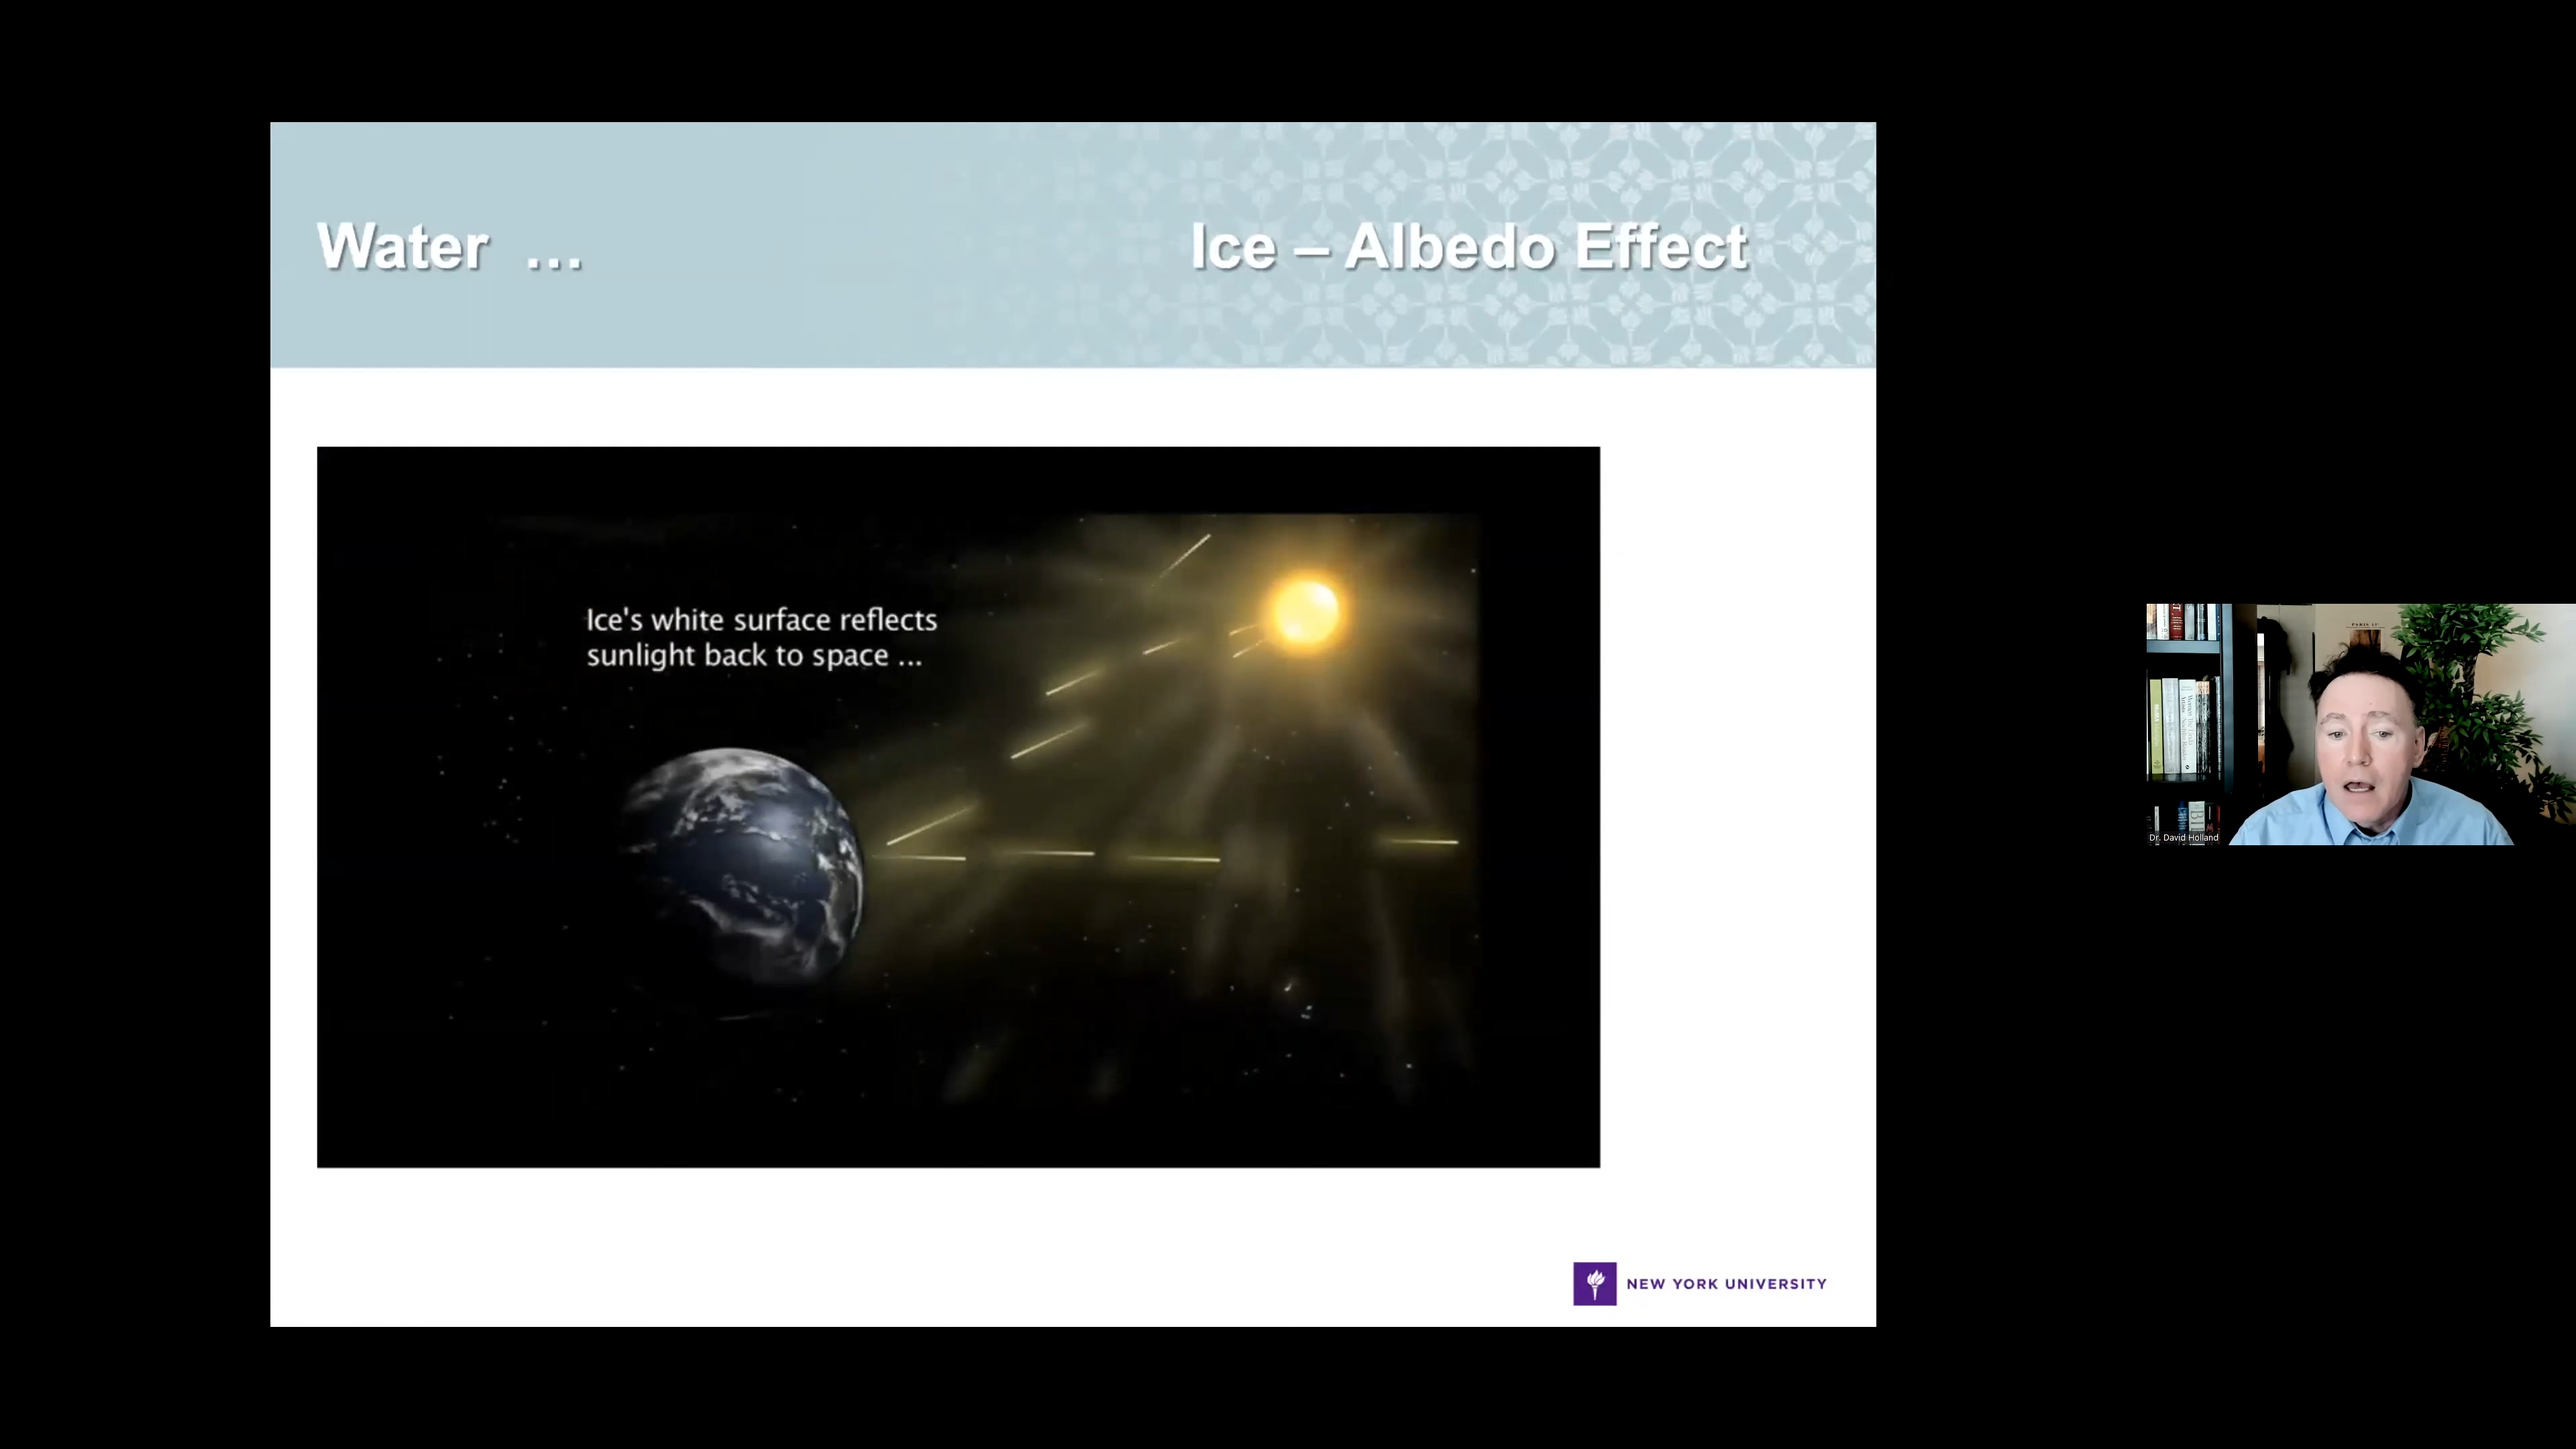 Water …
Ice – Albedo Effect
Ice's white surface reflects
sunlight back to space ...
NEW YORK UNIVERSITY
Dr. David Holland